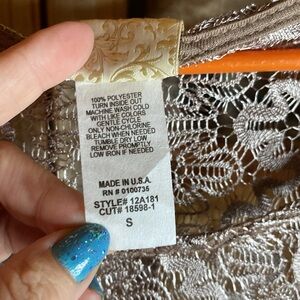 100% POLYESTER
TURN INSIDE OUT
MACHINE WASH COLD
WITH LIKE COLORS
GENTLE CYCLE
ONLY NON-CHLORINE
BLEACH WHEN NEEDED
TUMBLE DRY LOW
REMOVE PROMPTLY
LOW IRON IF NEEDED
MADE IN U.S.A.
RN # 0100735
STYLE# 12A181
CUT# 18598-1
S